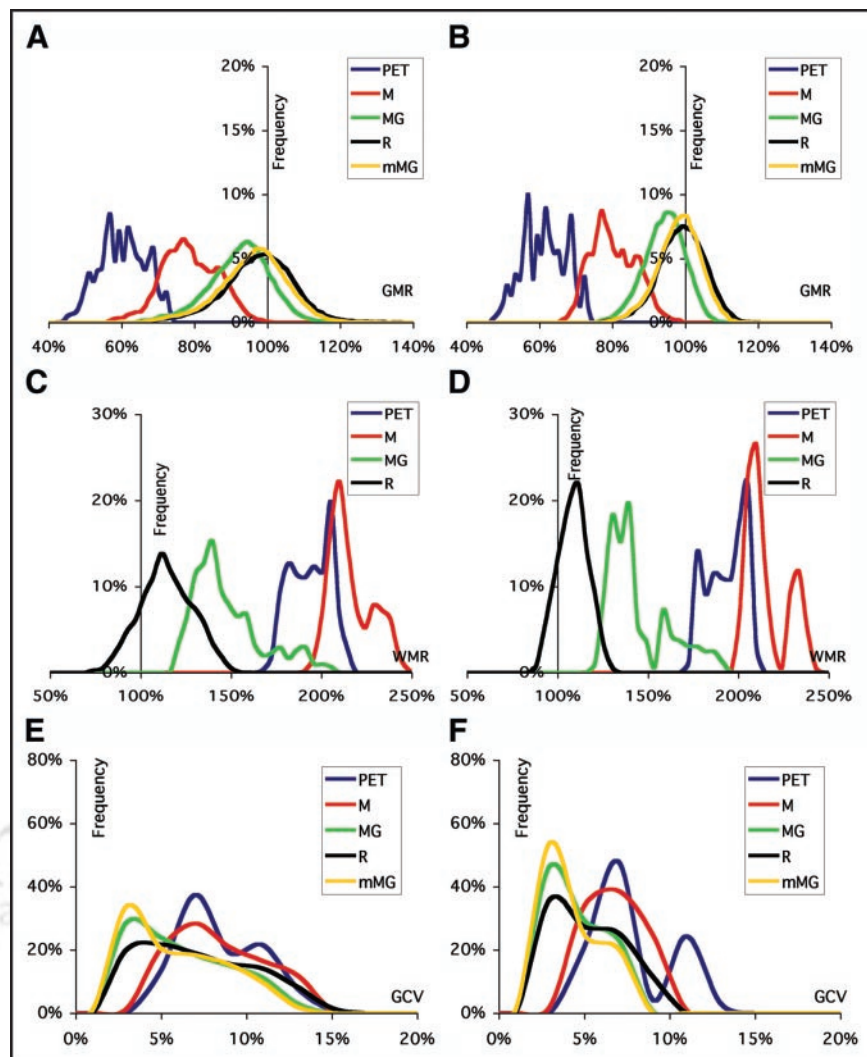 A
20%
15%
10%
5%
0%
Frequency
PET
M
MG
R
mMG
GMR
40% 60% 80% 100% 120% 140%
B
20%
15%
10%
5%
0%
Frequency
PET
M
MG
R
mMG
GMR
40% 60% 80% 100% 120% 140%
C
30%
20%
10%
0%
Frequency
PET
M
MG
R
WMR
50% 100% 150% 200% 250%
D
30%
20%
10%
0%
Frequency
PET
M
MG
R
WMR
50% 100% 150% 200% 250%
E
80%
60%
40%
20%
0%
Frequency
PET
M
MG
R
mMG
GCV
0% 5% 10% 15% 20%
F
80%
60%
40%
20%
0%
Frequency
PET
M
MG
R
mMG
GCV
0% 5% 10% 15% 20%